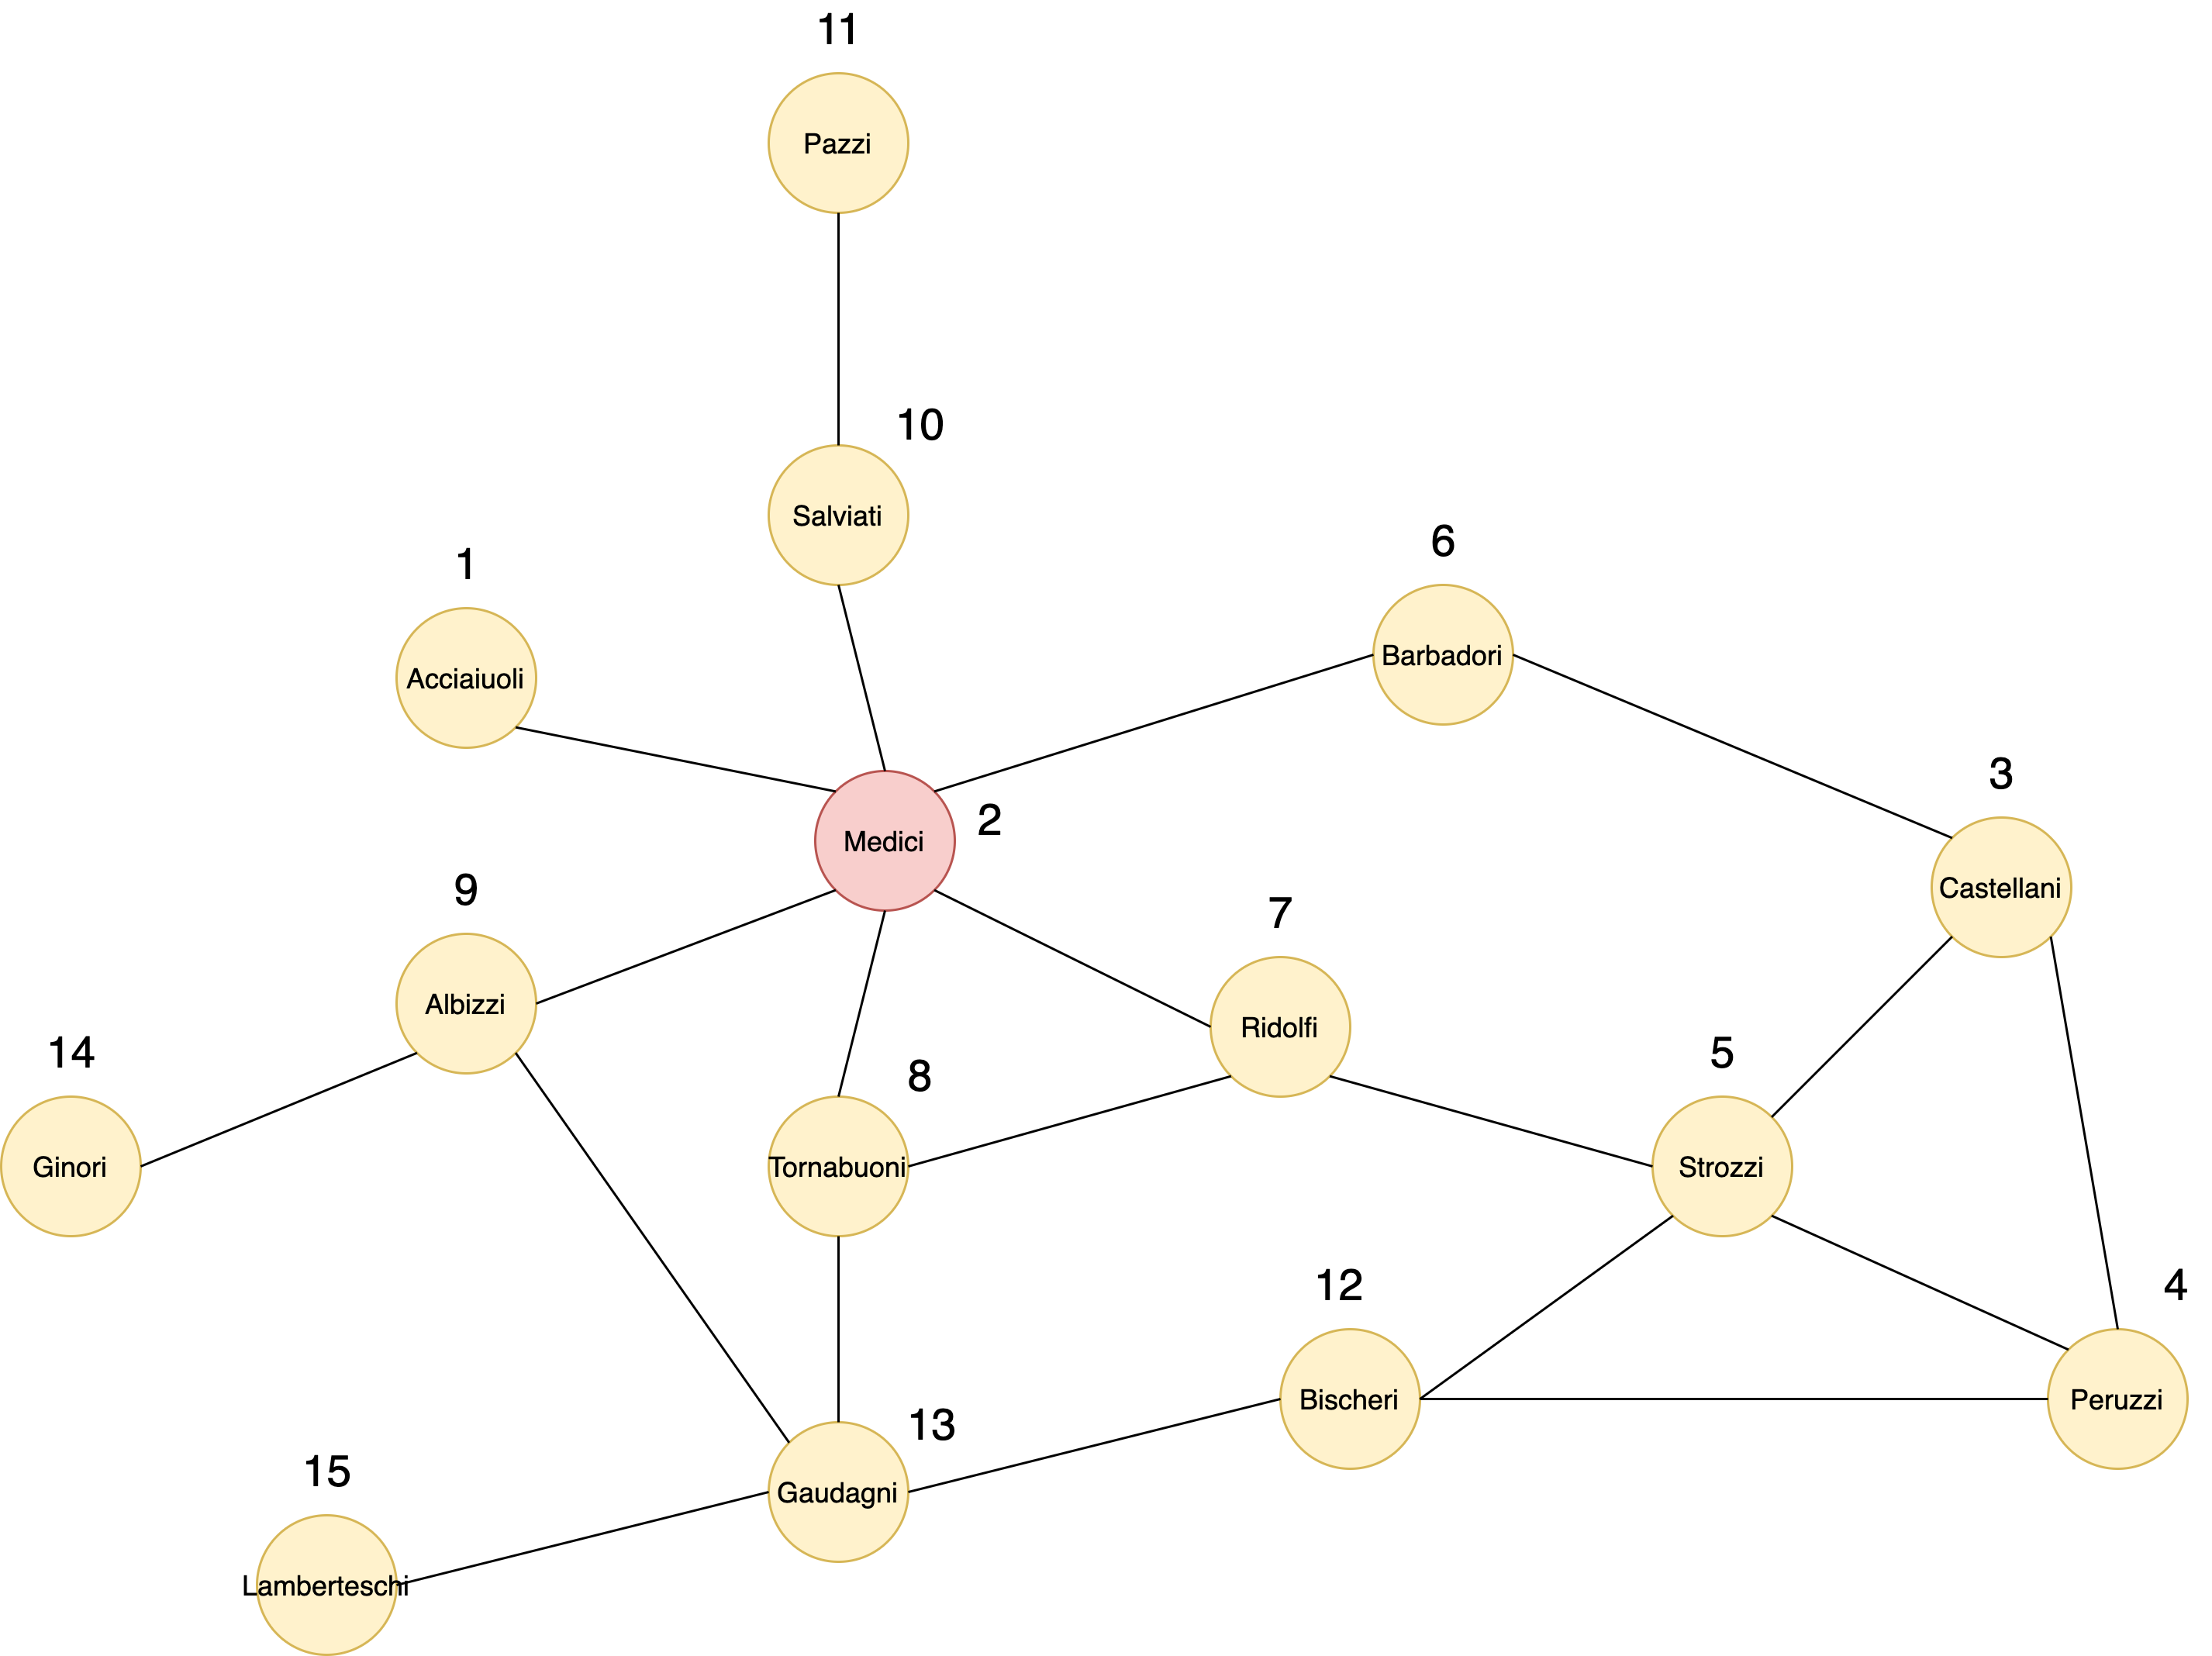 11
Pazzi
10
Salviati
1
Acciaiuoli
6
Barbadori
2
Medici
3
Castellani
9
Albizzi
7
Ridolfi
14
Ginori
8
Tornabuoni
5
Strozzi
12
Bischeri
4
Peruzzi
13
Gaudagni
15
Lamberteschi